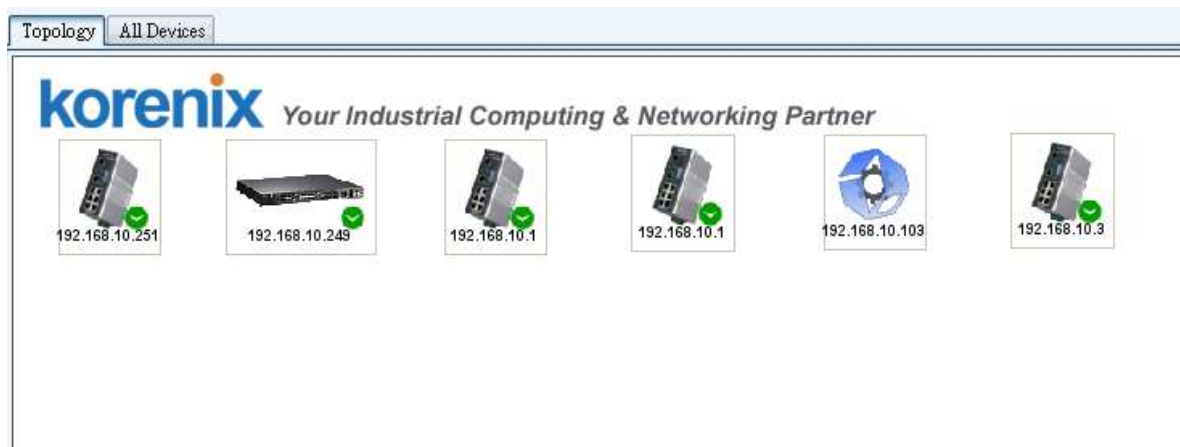 Topology All Devices
korenix Your Industrial Computing & Networking Partner
192.168.10.251 192.168.10.249 192.168.10.1 192.168.10.1 192.168.10.103 192.168.10.3